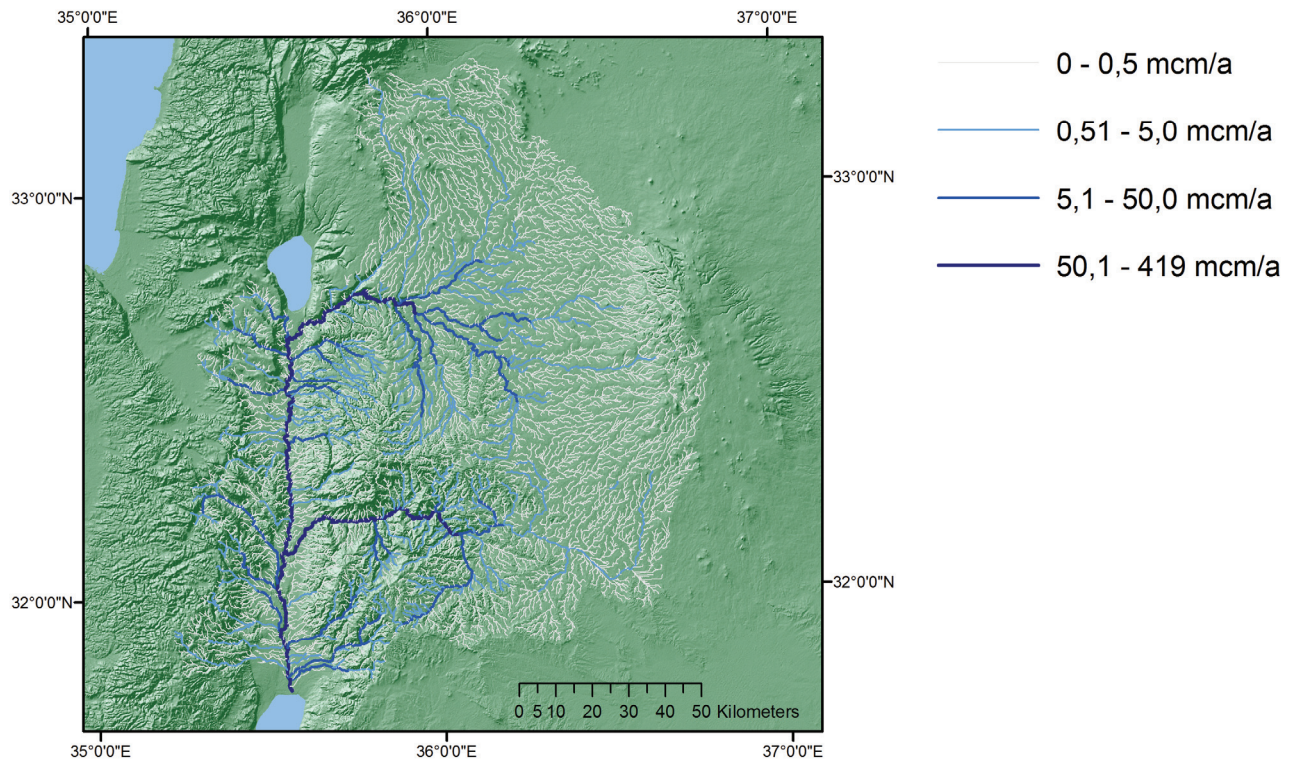 35°0'0"E 36°0'0"E 37°0'0"E
0 - 0,5 mcm/a
0,51 - 5,0 mcm/a
33°0'0"N 33°0'0"N
5,1 - 50,0 mcm/a
50,1 - 419 mcm/a
32°0'0"N 32°0'0"N
0 5 10 20 30 40 50 Kilometers
35°0'0"E 36°0'0"E 37°0'0"E